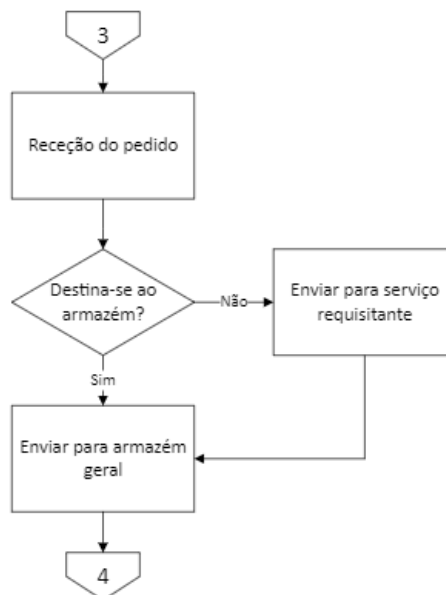 3
Receção do pedido
Destina-se ao
armazém?
Não
Enviar para serviço
requisitante
Sim
Enviar para armazém
geral
4